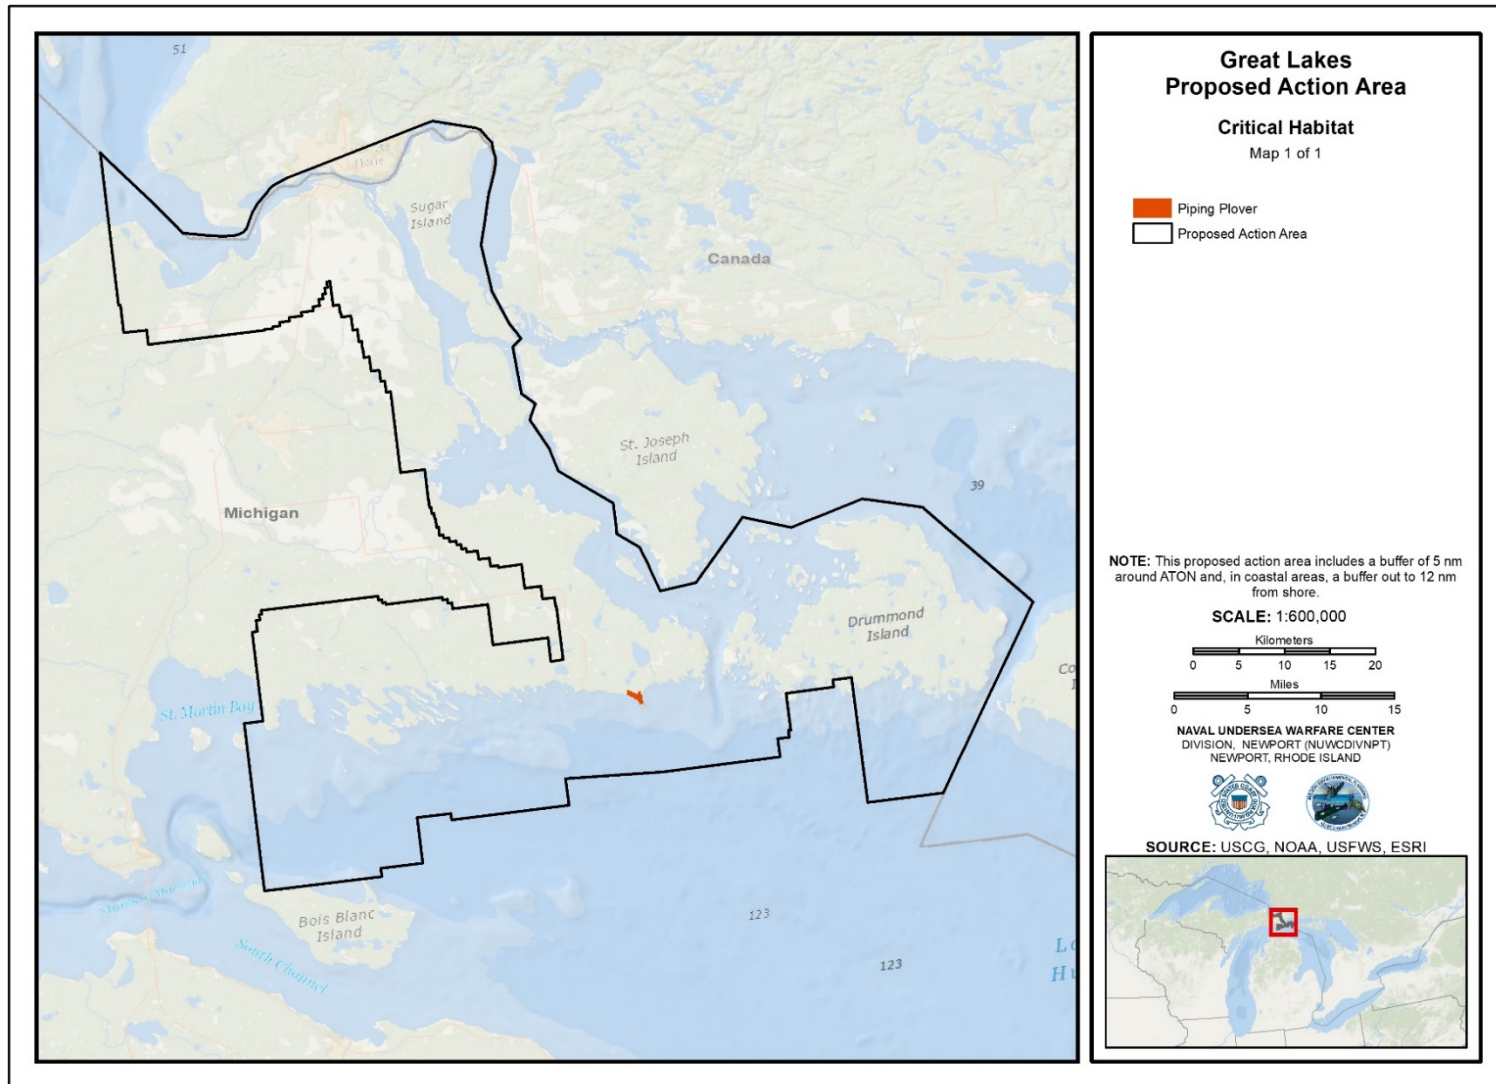 51
Sugar
Island
Canada
St. Joseph
Island
39
Michigan
Drummond
Island
St. Martin Bay
Bois Blanc
Island
South Channel
123
123
Great Lakes
Proposed Action Area
Critical Habitat
Map 1 of 1
Piping Plover
Proposed Action Area
NOTE: This proposed action area includes a buffer of 5 nm
around ATON and, in coastal areas, a buffer out to 12 nm
from shore.
SCALE: 1:600,000
Kilometers
0 5 10 15 20
Miles
0 5 10 15
NAVAL UNDERSEA WARFARE CENTER
DIVISION, NEWPORT (NUWCDIVNPT)
NEWPORT, RHODE ISLAND
SOURCE: USCG, NOAA, USFWS, ESRI